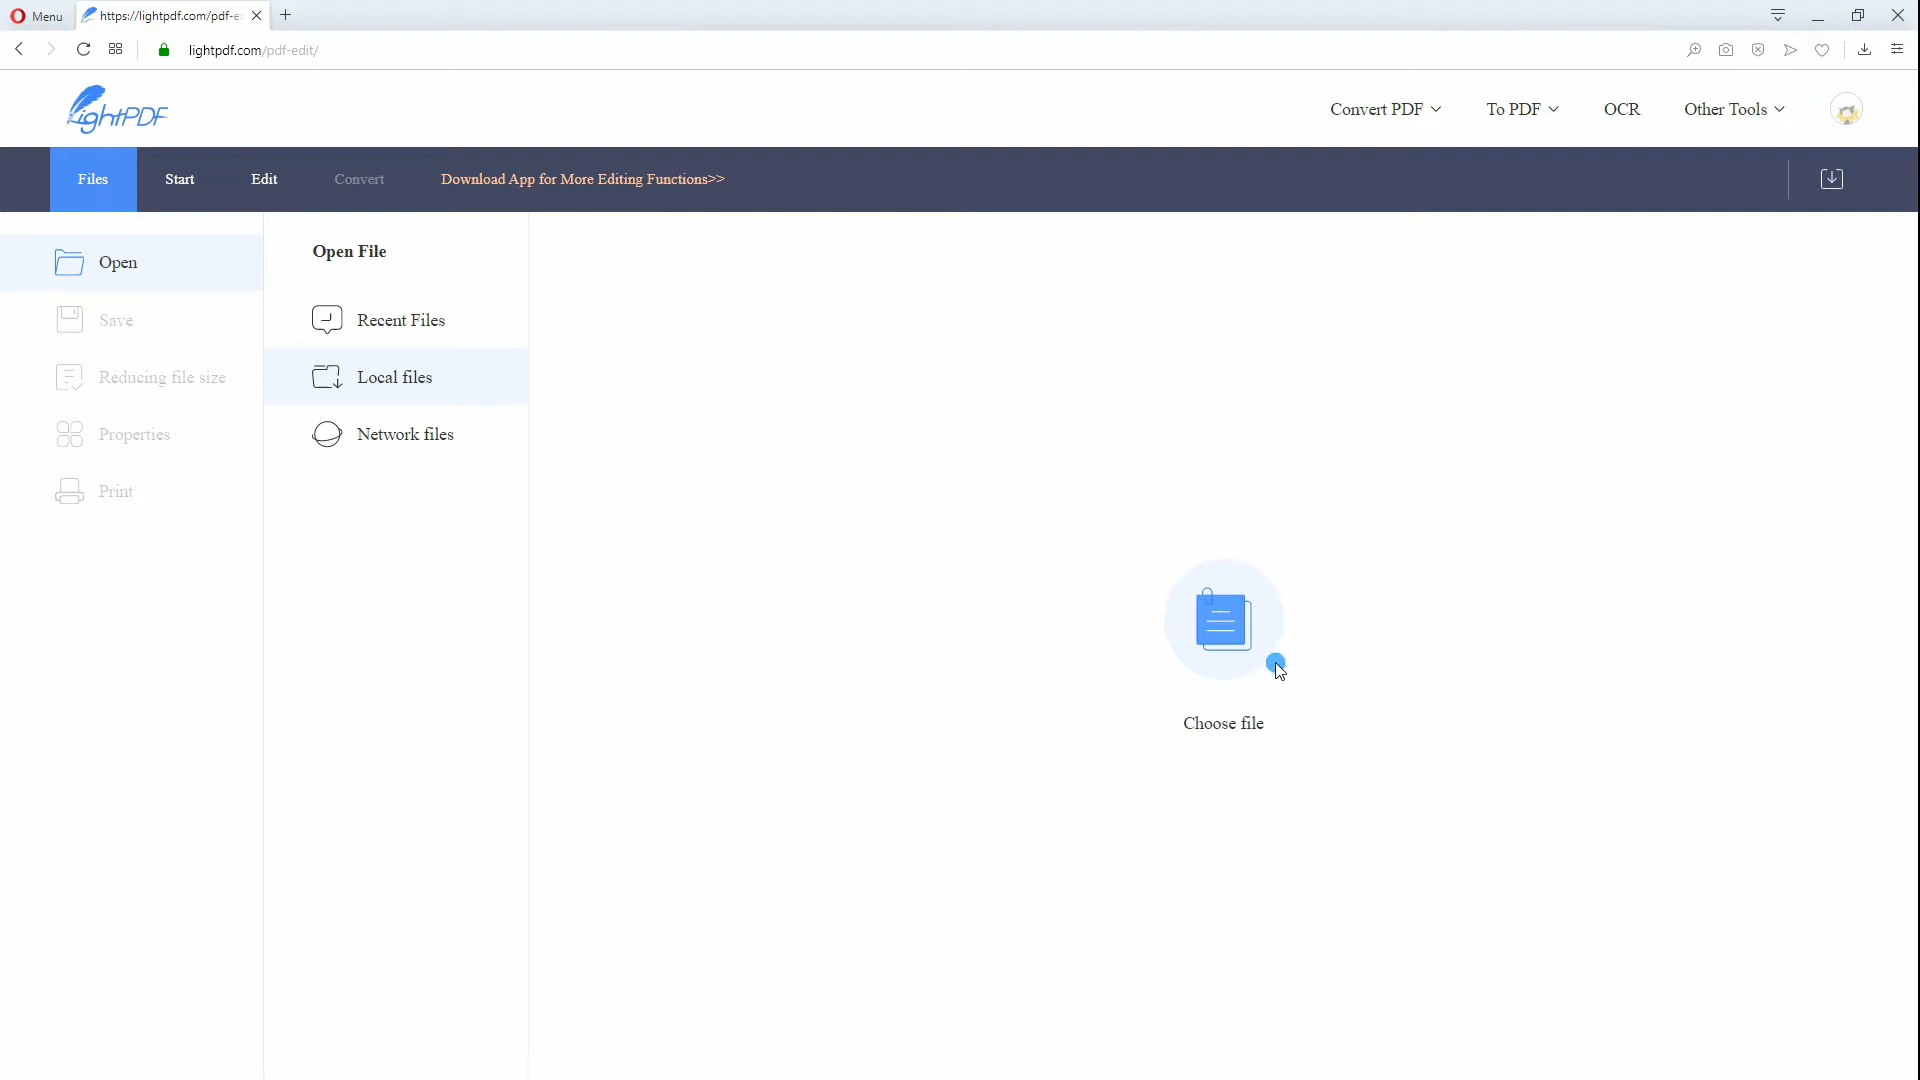 Menu
https://lightpdf.com/pdf-e
lightpdf.com/pdf-edit/
LightPDF
Convert PDF
To PDF
OCR
Other Tools
Files
Start
Edit
Convert
Download App for More Editing Functions>>
Open
Save
Reducing file size
Properties
Print
Open File
Recent Files
Local files
Network files
Choose file